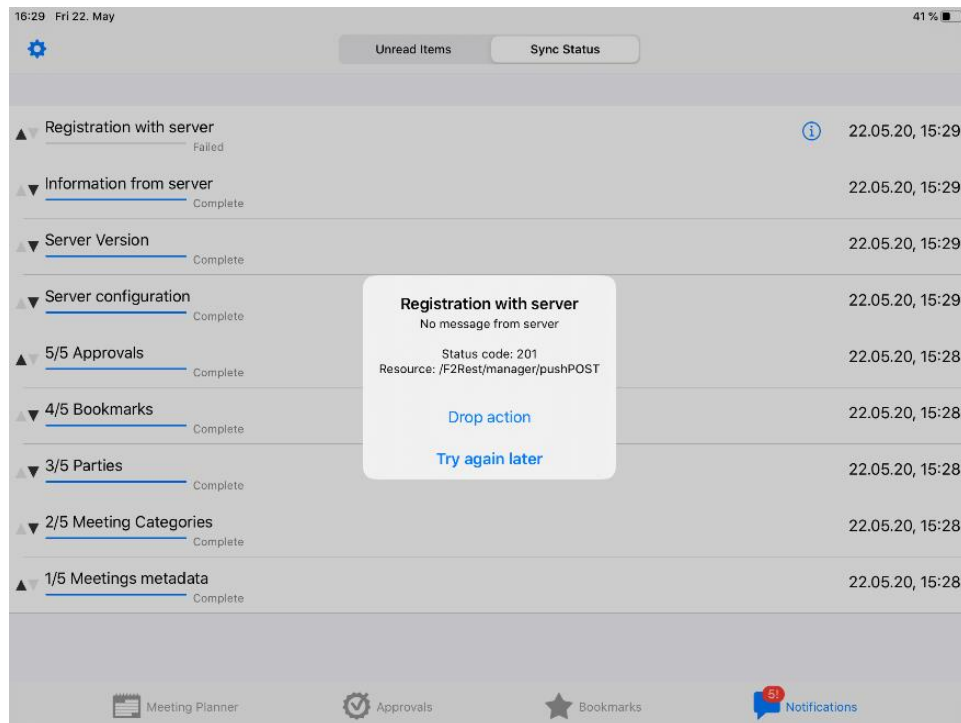 16:29 Fri 22. May
41 %
Unread Items
Sync Status
Registration with server
Failed
22.05.20, 15:29
Information from server
Complete
22.05.20, 15:29
Server Version
Complete
22.05.20, 15:29
Server configuration
Complete
22.05.20, 15:29
5/5 Approvals
Complete
22.05.20, 15:28
4/5 Bookmarks
Complete
22.05.20, 15:28
3/5 Parties
Complete
22.05.20, 15:28
2/5 Meeting Categories
Complete
22.05.20, 15:28
1/5 Meetings metadata
Complete
22.05.20, 15:28
Registration with server
No message from server
Status code: 201
Resource: /F2Rest/manager/pushPOST
Drop action
Try again later
Meeting Planner
Approvals
Bookmarks
5!
Notifications